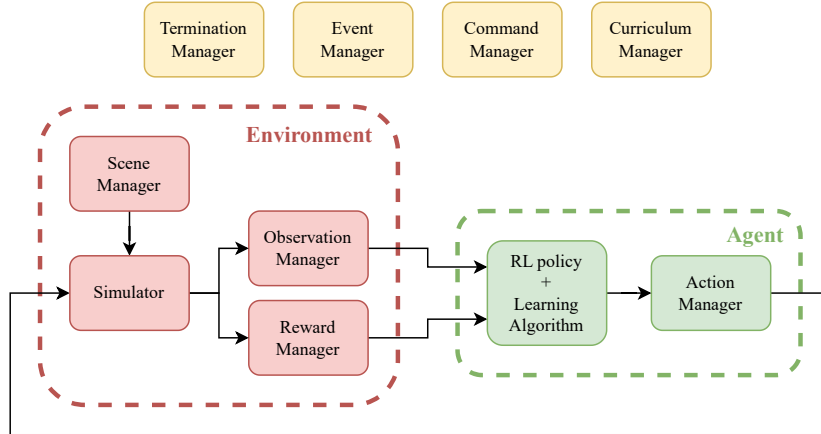 Termination
Manager
Event
Manager
Command
Manager
Curriculum
Manager
Environment
Scene
Manager
Simulator
Observation
Manager
Reward
Manager
Agent
RL policy
+
Learning
Algorithm
Action
Manager